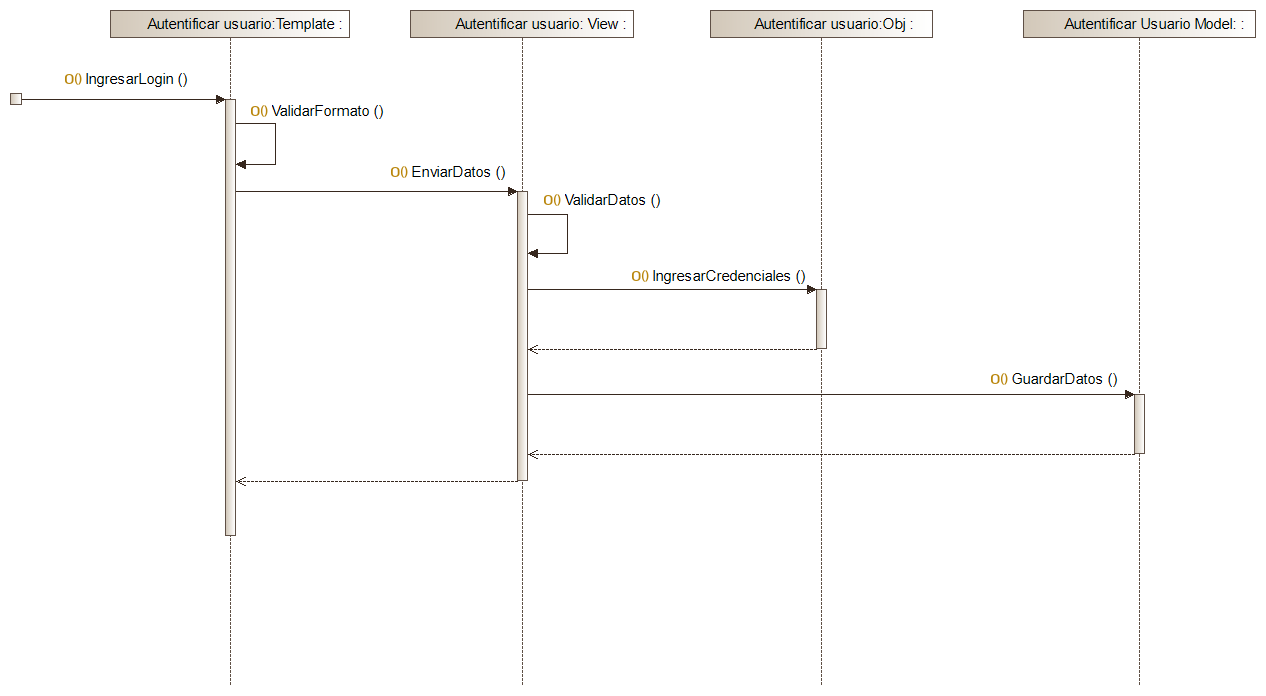 Autentificar usuario:Template :
Autentificar usuario: View :
Autentificar usuario:Obj :
Autentificar Usuario Model: :
O() IngresarLogin ()
O() ValidarFormato ()
O() EnviarDatos ()
O() ValidarDatos ()
O() IngresarCredenciales ()
O() GuardarDatos ()